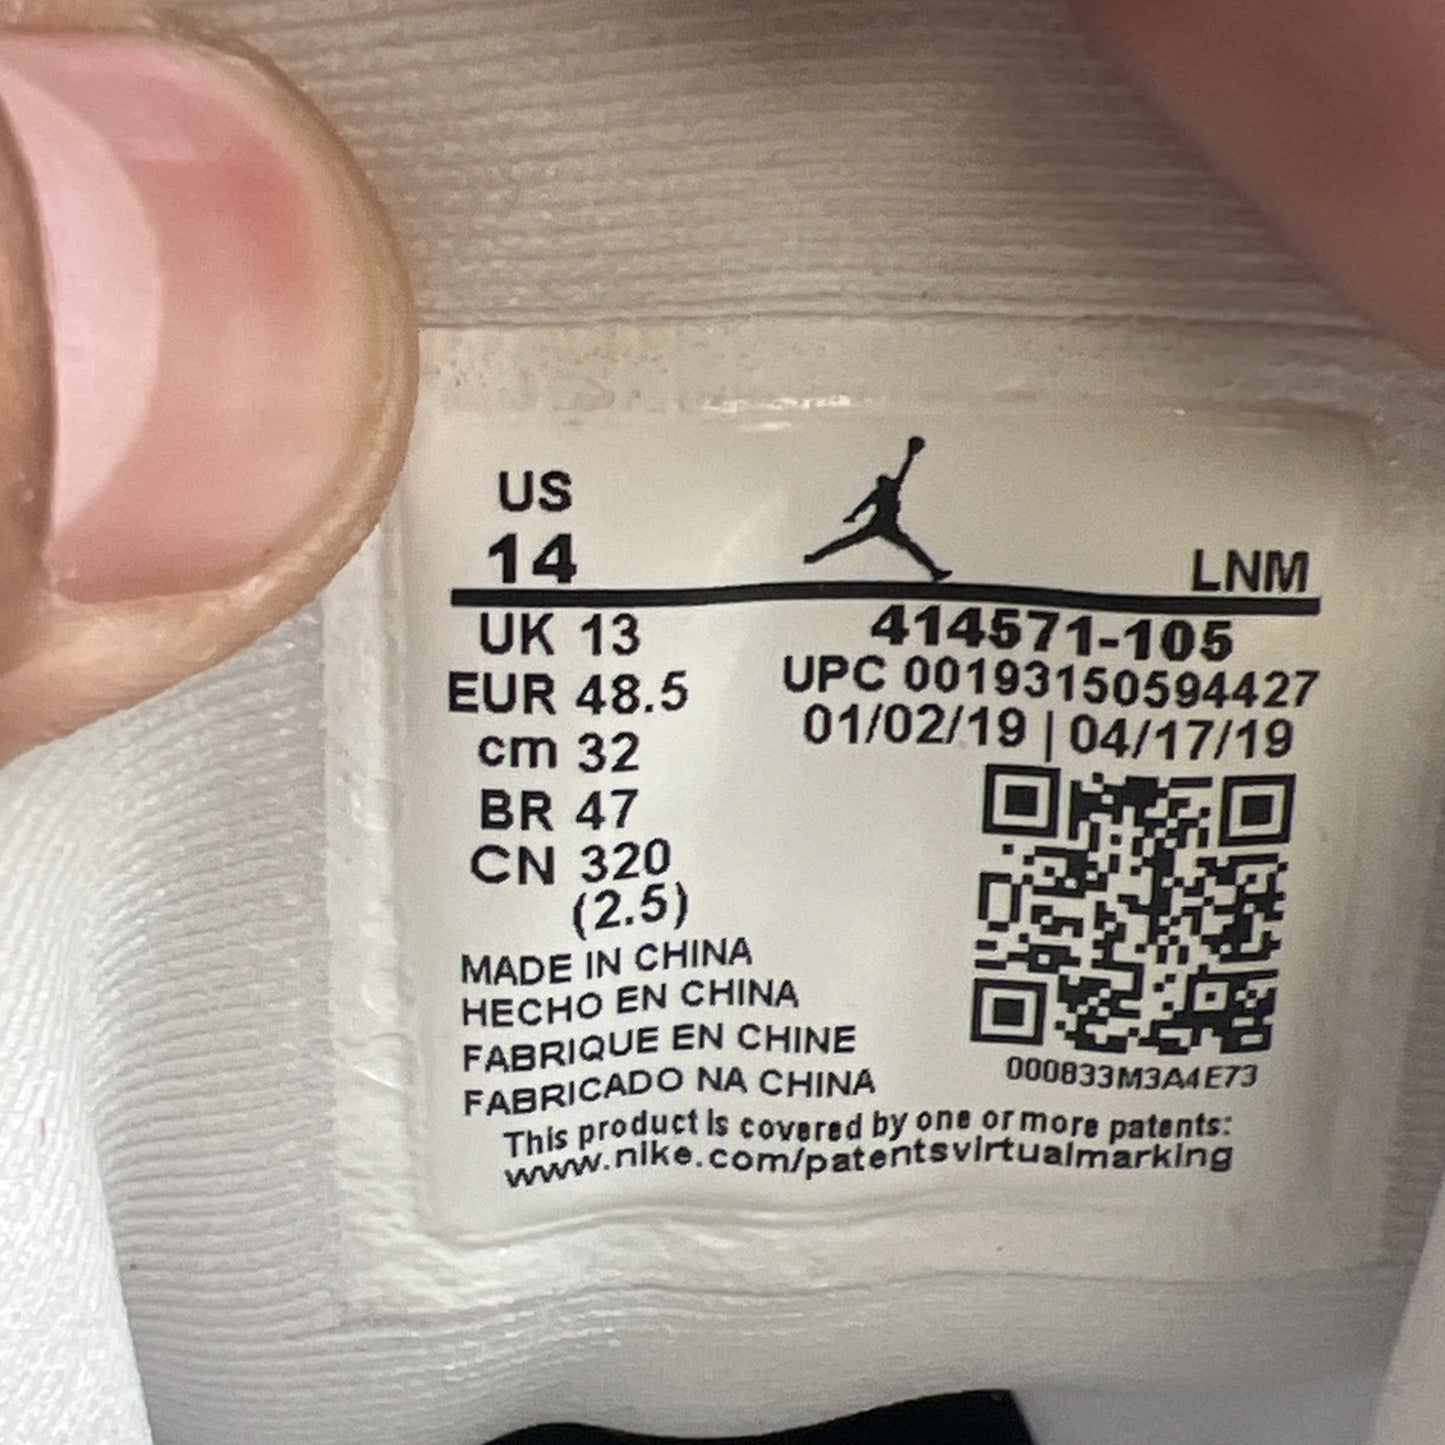 US
14
LNM
UK 13
EUR 48.5
cm 32
BR 47
CN 320
(2.5)
414571-105
UPC 00193150594427
01/02/19 | 04/17/19
000833M3A4E73
MADE IN CHINA
HECHO EN CHINA
FABRIQUE EN CHINE
FABRICADO NA CHINA
This product is covered by one or more patents:
www.nike.com/patentsvirtualmarking